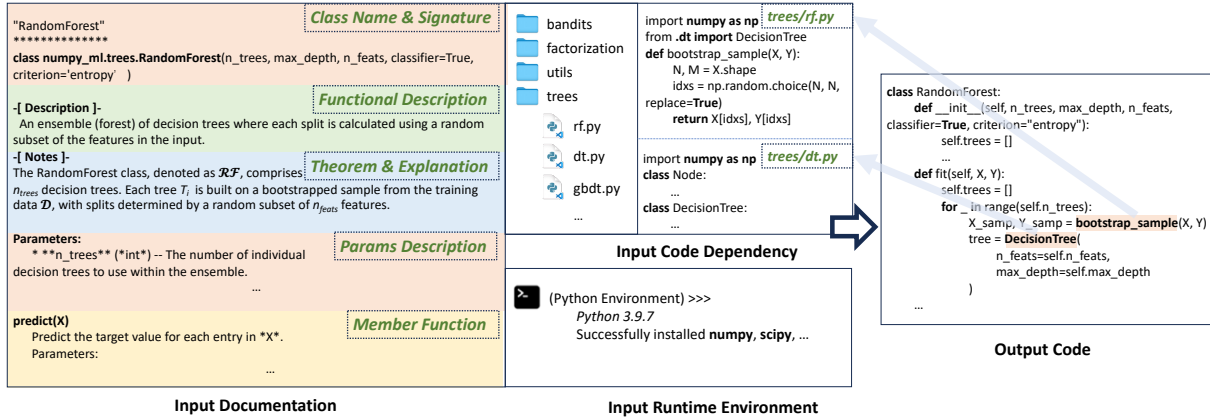 "RandomForest"
Class Name & Signature
**************
class numpy_ml.trees.RandomForest(n_trees, max_depth, n_feats, classifier=True,
criterion='entropy' )
-[ Description ]-
Functional Description
An ensemble (forest) of decision trees where each split is calculated using a random
subset of the features in the input.
-[ Notes ]-
Theorem & Explanation
The RandomForest class, denoted as RF, comprises
n_trees decision trees. Each tree T_i is built on a bootstrapped sample from the training
data D, with splits determined by a random subset of n_feats features.
Parameters:
Params Description
* **n_trees** (*int*) -- The number of individual
decision trees to use within the ensemble.
...
predict(X)
Member Function
Predict the target value for each entry in *X*.
Parameters:
...
Input Documentation
bandits
factorization
utils
trees
rf.py
dt.py
gbdt.py
...
import numpy as np
trees/rf.py
from .dt import DecisionTree
def bootstrap_sample(X, Y):
N, M = X.shape
idxs = np.random.choice(N, N,
replace=True)
return X[idxs], Y[idxs]
import numpy as np
trees/dt.py
class Node:
...
class DecisionTree:
...
Input Code Dependency
(Python Environment) >>>
Python 3.9.7
Successfully installed numpy, scipy, ...
Input Runtime Environment
class RandomForest:
def __init__(self, n_trees, max_depth, n_feats,
classifier=True, criterion="entropy"):
self.trees = []
...
def fit(self, X, Y):
self.trees = []
for _ in range(self.n_trees):
X_samp, Y_samp = bootstrap_sample(X, Y)
tree = DecisionTree(
n_feats=self.n_feats,
max_depth=self.max_depth
)
...
Output Code